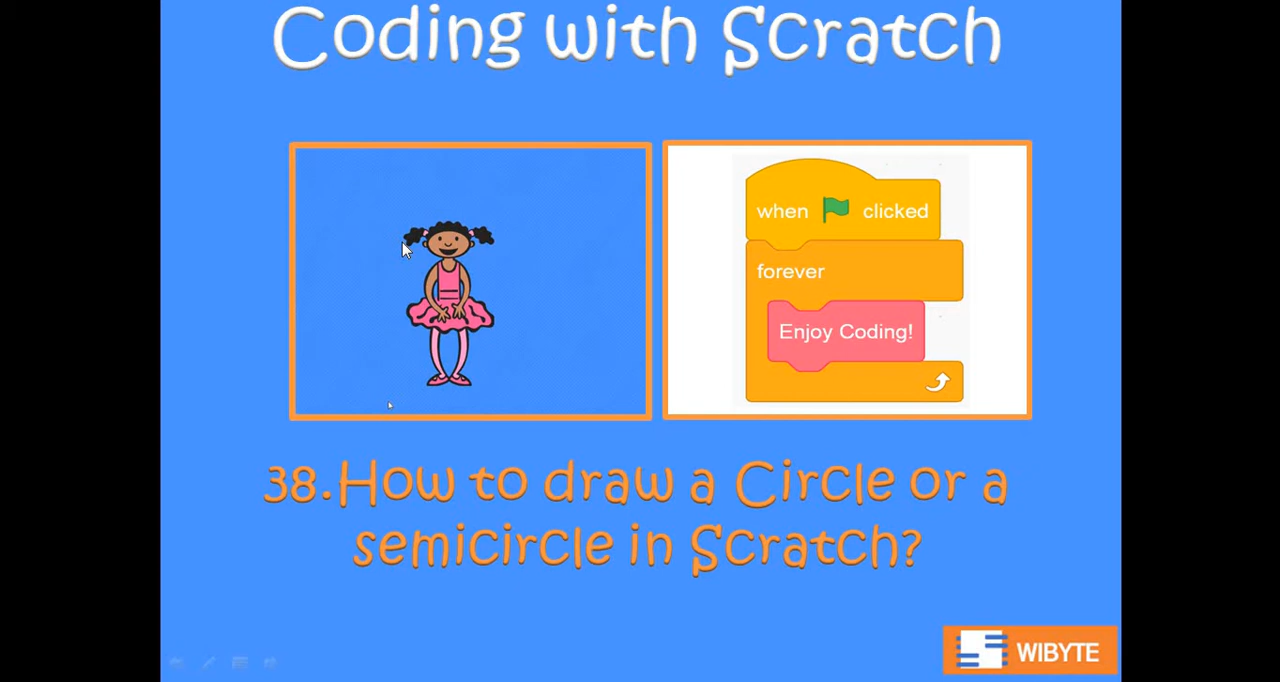 Coding with Scratch
when clicked
forever
Enjoy Coding!
38.How to draw a Circle or a
semicircle in Scratch?
WIBYTE